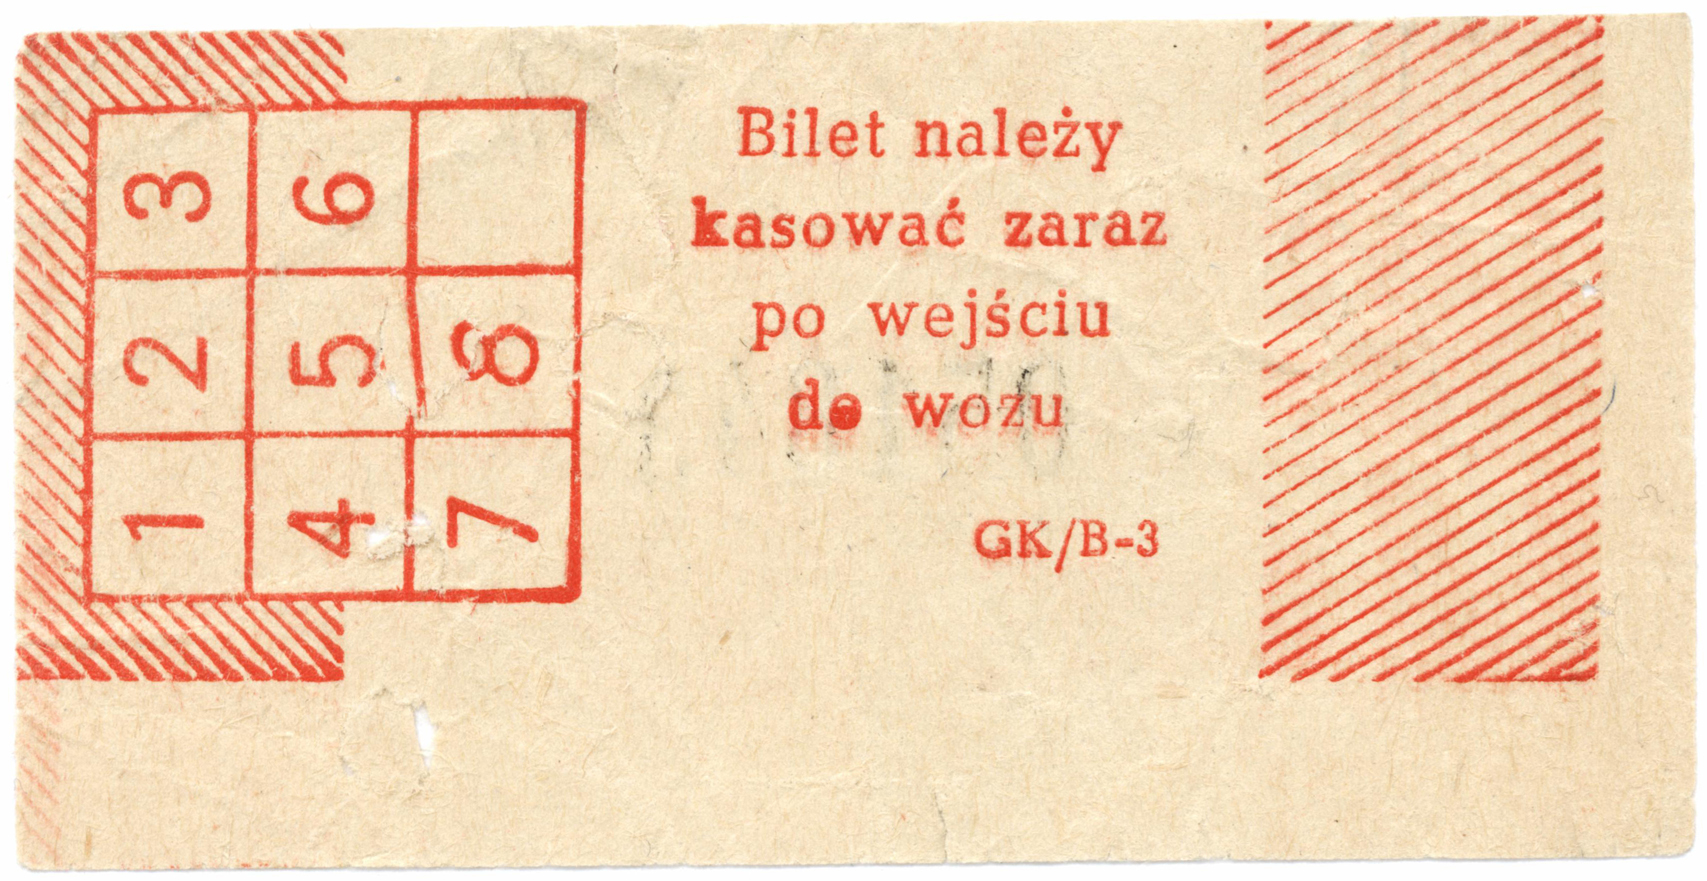 3 6
2 5 8
1 4 7
Bilet należy
kasować zaraz
po wejściu
do wozu
GK/B-3